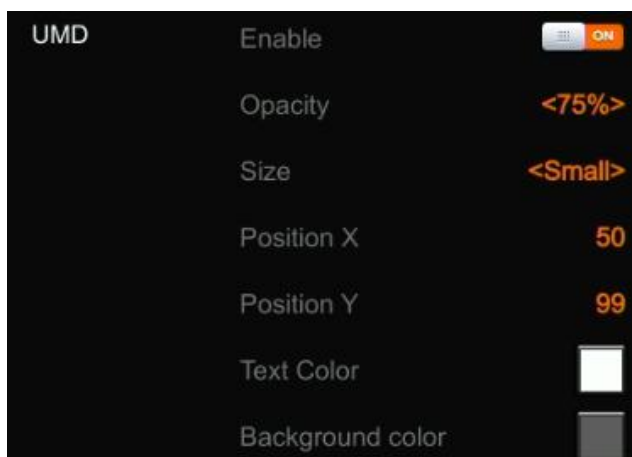 UMD Enable ON
Opacity <75%>
Size <Small>
Position X 50
Position Y 99
Text Color
Background color